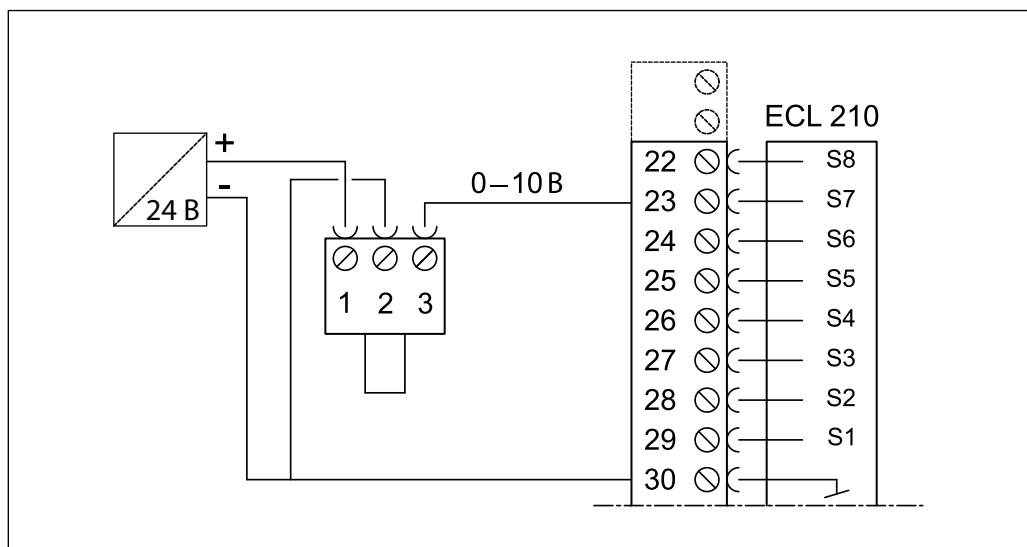 ECL 210
+
-
24 В
0–10 В
1 2 3
22 S8
23 S7
24 S6
25 S5
26 S4
27 S3
28 S2
29 S1
30